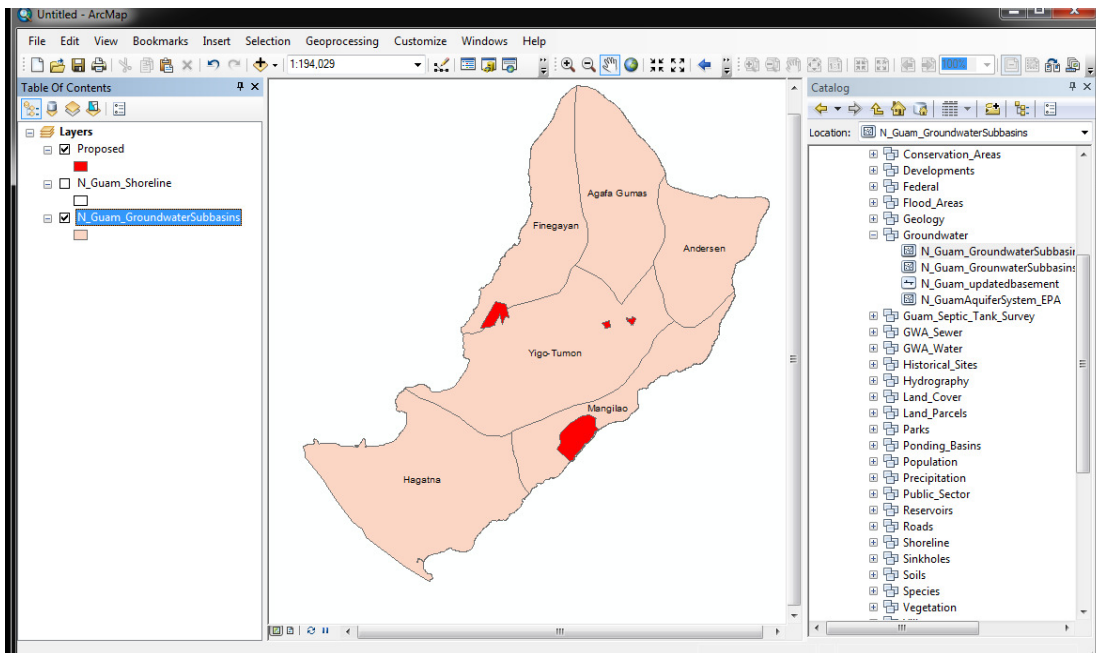 Untitled - ArcMap
File Edit View Bookmarks Insert Selection Geoprocessing Customize Windows Help
1:194,029
100%
Table Of Contents
Layers
Proposed
N_Guam_Shoreline
N_Guam_GroundwaterSubbasins
Agafa Gumas
Finegayan
Andersen
Yigo-Tumon
Mangilao
Hagatna
Catalog
Location: N_Guam_GroundwaterSubbasins
Conservation_Areas
Developments
Federal
Flood_Areas
Geology
Groundwater
N_Guam_GroundwaterSubbasin
N_Guam_GrounwaterSubbasins
N_Guam_updatedbasement
N_GuamAquiferSystem_EPA
Guam_Septic_Tank_Survey
GWA_Sewer
GWA_Water
Historical_Sites
Hydrography
Land_Cover
Land_Parcels
Parks
Ponding_Basins
Population
Precipitation
Public_Sector
Reservoirs
Roads
Shoreline
Sinkholes
Soils
Species
Vegetation